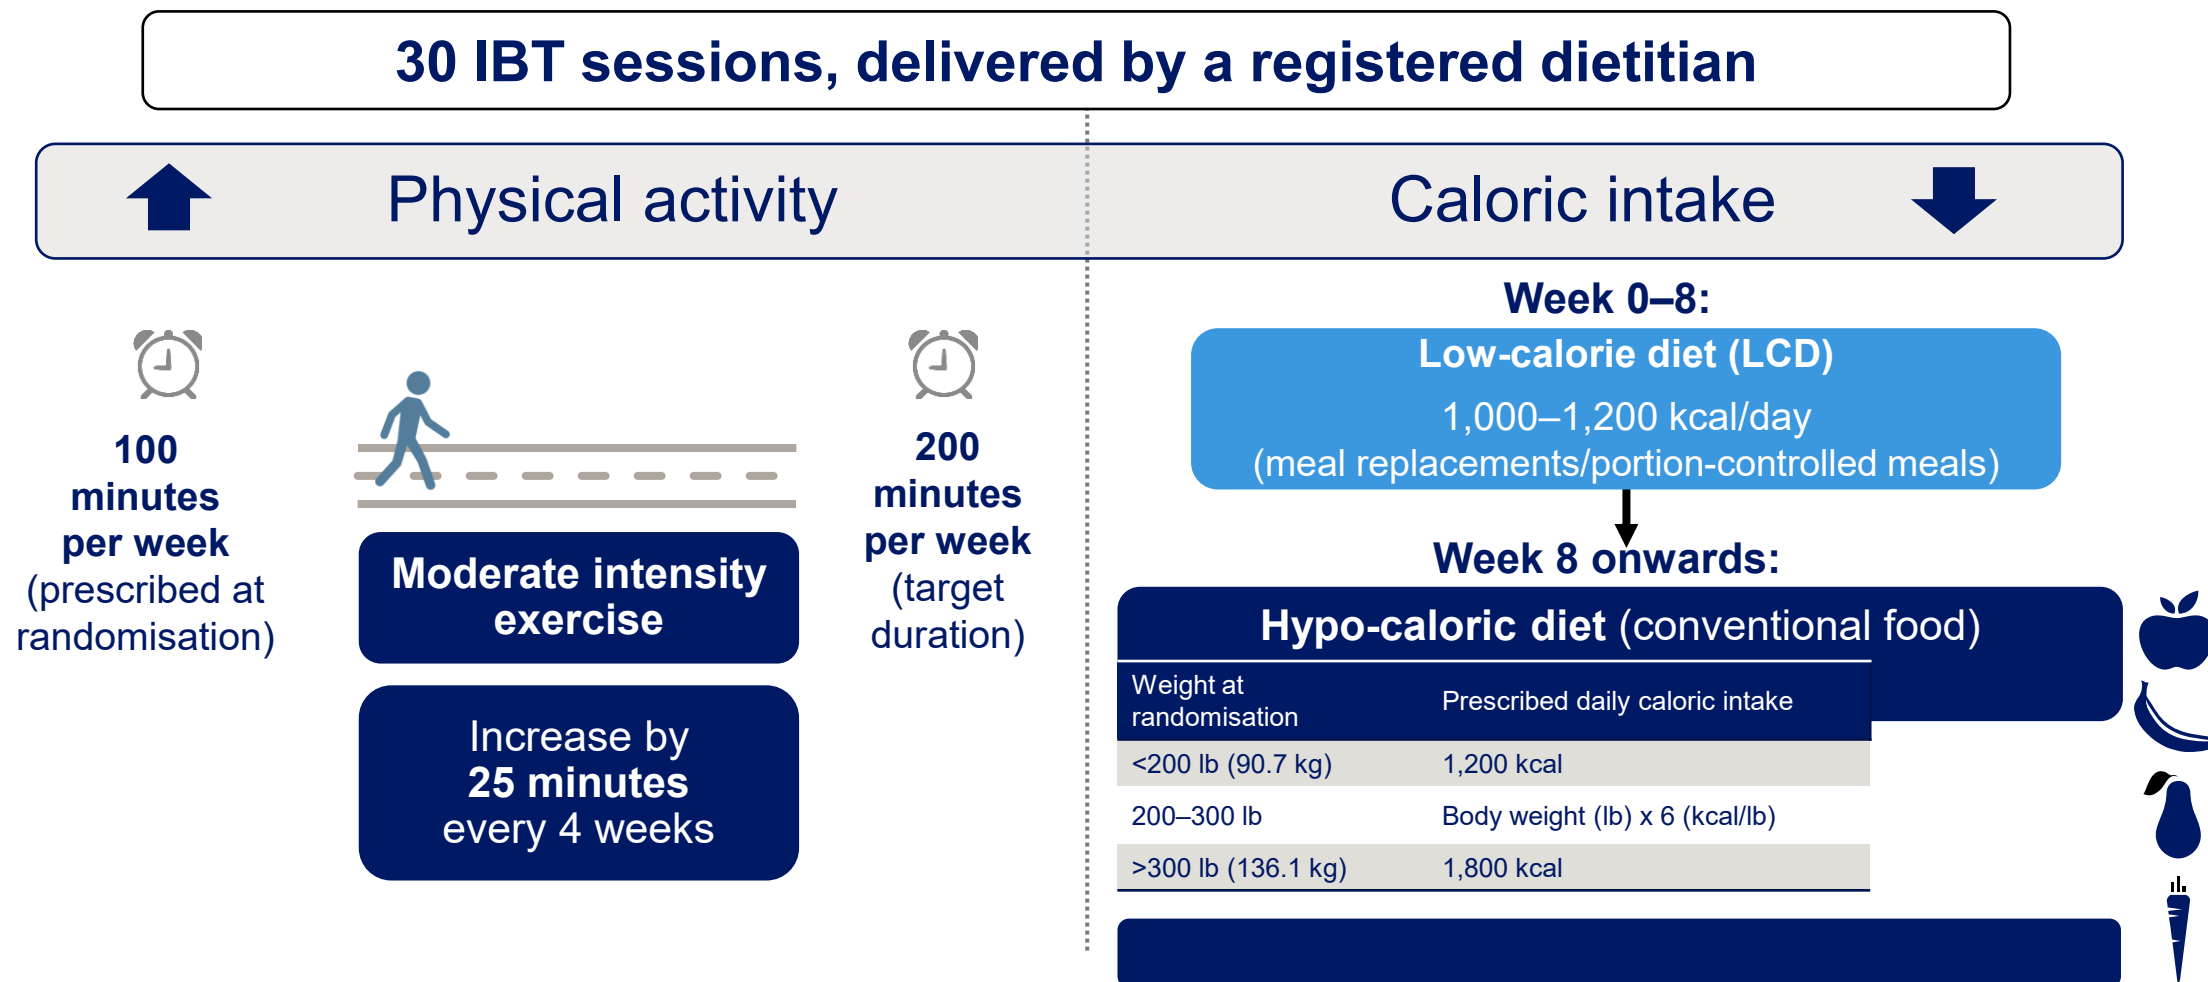 30 IBT sessions, delivered by a registered dietitian
Physical activity
Caloric intake
100
minutes
per week
(prescribed at
randomisation)
Moderate intensity
exercise
Increase by
25 minutes
every 4 weeks
200
minutes
per week
(target
duration)
Week 0–8:
Low-calorie diet (LCD)
1,000–1,200 kcal/day
(meal replacements/portion-controlled meals)
Week 8 onwards:
Hypo-caloric diet (conventional food)
Weight at
randomisation
Prescribed daily caloric intake
<200 lb (90.7 kg) 1,200 kcal
200–300 lb Body weight (lb) x 6 (kcal/lb)
>300 lb (136.1 kg) 1,800 kcal